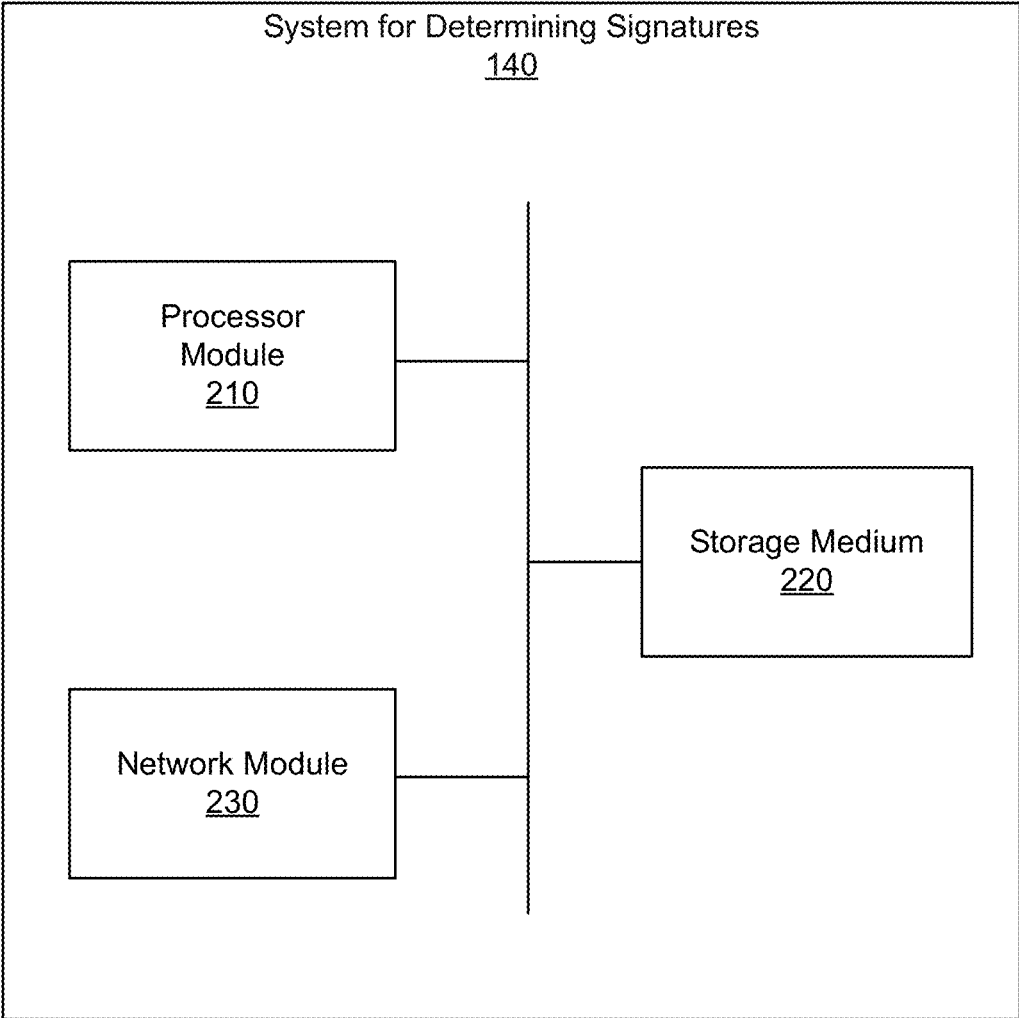 System for Determining Signatures
140
Processor
Module
210
Storage Medium
220
Network Module
230